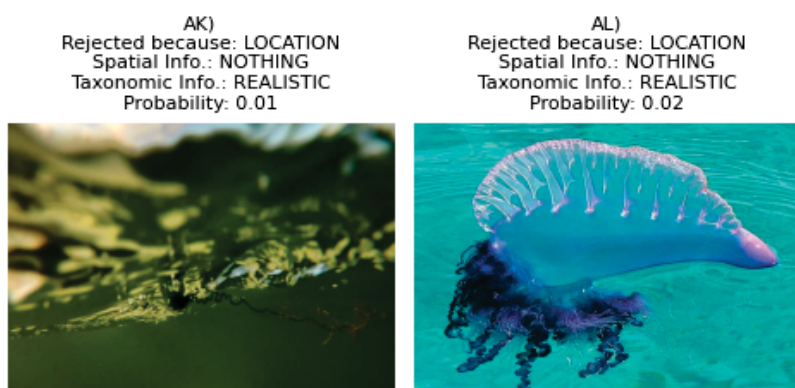 AK)
Rejected because: LOCATION
Spatial Info.: NOTHING
Taxonomic Info.: REALISTIC
Probability: 0.01
AL)
Rejected because: LOCATION
Spatial Info.: NOTHING
Taxonomic Info.: REALISTIC
Probability: 0.02